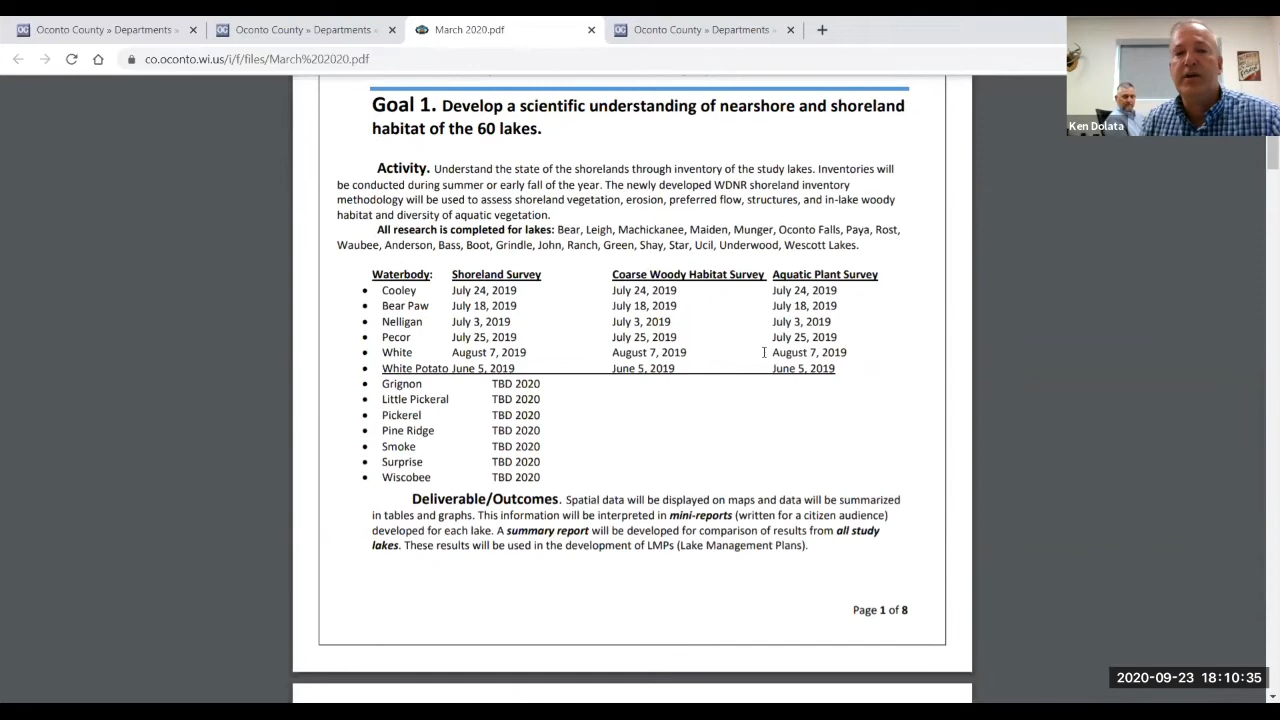 Oconto County » Departments »
Oconto County » Departments »
March 2020.pdf
Oconto County » Departments »
co.oconto.wi.us/i/f/files/March%202020.pdf
Ken Dolata
Goal 1. Develop a scientific understanding of nearshore and shoreland
habitat of the 60 lakes.
Activity. Understand the state of the shorelands through inventory of the study lakes. Inventories will
be conducted during summer or early fall of the year. The newly developed WDNR shoreland inventory
methodology will be used to assess shoreland vegetation, erosion, preferred flow, structures, and in-lake woody
habitat and diversity of aquatic vegetation.
All research is completed for lakes: Bear, Leigh, Machickanee, Maiden, Munger, Oconto Falls, Paya, Rost,
Waubee, Anderson, Bass, Boot, Grindle, John, Ranch, Green, Shay, Star, Ucil, Underwood, Wescott Lakes.
Waterbody: Shoreland Survey Coarse Woody Habitat Survey Aquatic Plant Survey
• Cooley July 24, 2019 July 24, 2019 July 24, 2019
• Bear Paw July 18, 2019 July 18, 2019 July 18, 2019
• Nelligan July 3, 2019 July 3, 2019 July 3, 2019
• Pecor July 25, 2019 July 25, 2019 July 25, 2019
• White August 7, 2019 August 7, 2019 August 7, 2019
• White Potato June 5, 2019 June 5, 2019 June 5, 2019
• Grignon TBD 2020
• Little Pickeral TBD 2020
• Pickerel TBD 2020
• Pine Ridge TBD 2020
• Smoke TBD 2020
• Surprise TBD 2020
• Wiscobee TBD 2020
Deliverable/Outcomes. Spatial data will be displayed on maps and data will be summarized
in tables and graphs. This information will be interpreted in mini-reports (written for a citizen audience)
developed for each lake. A summary report will be developed for comparison of results from all study
lakes. These results will be used in the development of LMPs (Lake Management Plans).
Page 1 of 8
2020-09-23 18:10:35